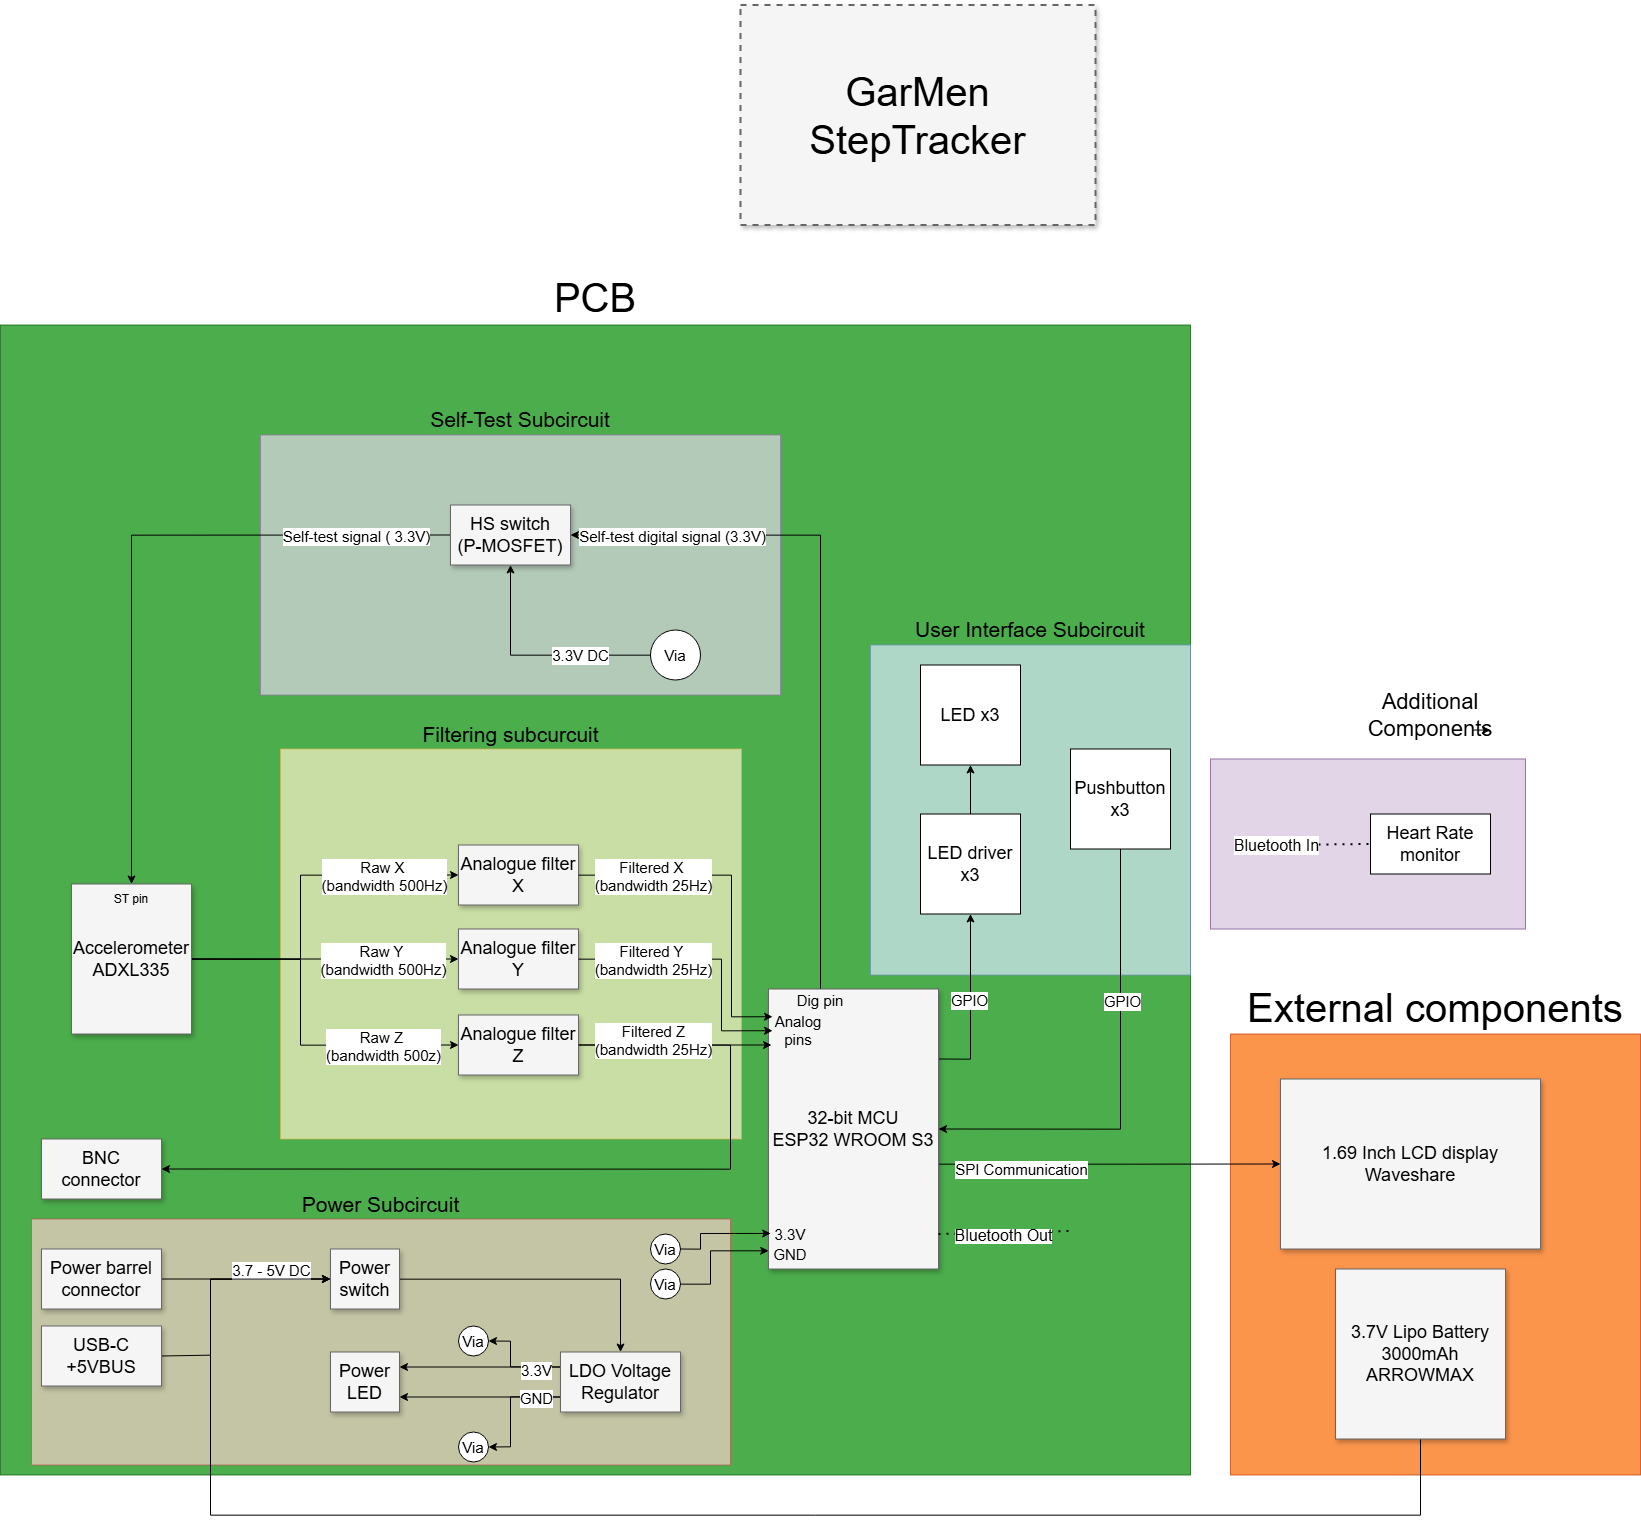 GarMen
StepTracker
PCB
Self-Test Subcircuit
HS switch
(P-MOSFET)
Self-test signal ( 3.3V)
Self-test digital signal (3.3V)
3.3V DC
Via
User Interface Subcircuit
LED x3
Pushbutton
x3
LED driver
x3
GPIO
GPIO
Additional
Components
Bluetooth In
Heart Rate
monitor
Filtering subcurcuit
Raw X
(bandwidth 500Hz)
Analogue filter
X
Filtered X
(bandwidth 25Hz)
ST pin
Accelerometer
ADXL335
Raw Y
(bandwidth 500Hz)
Analogue filter
Y
Filtered Y
(bandwidth 25Hz)
Raw Z
(bandwidth 500z)
Analogue filter
Z
Filtered Z
(bandwidth 25Hz)
Dig pin
Analog
pins
32-bit MCU
ESP32 WROOM S3
3.3V
GND
SPI Communication
Bluetooth Out
External components
1.69 Inch LCD display
Waveshare
3.7V Lipo Battery
3000mAh
ARROWMAX
BNC
connector
Power Subcircuit
Power barrel
connector
3.7 - 5V DC
Power
switch
Via
Via
USB-C
+5VBUS
Via
Power
LED
3.3V
GND
LDO Voltage
Regulator
Via